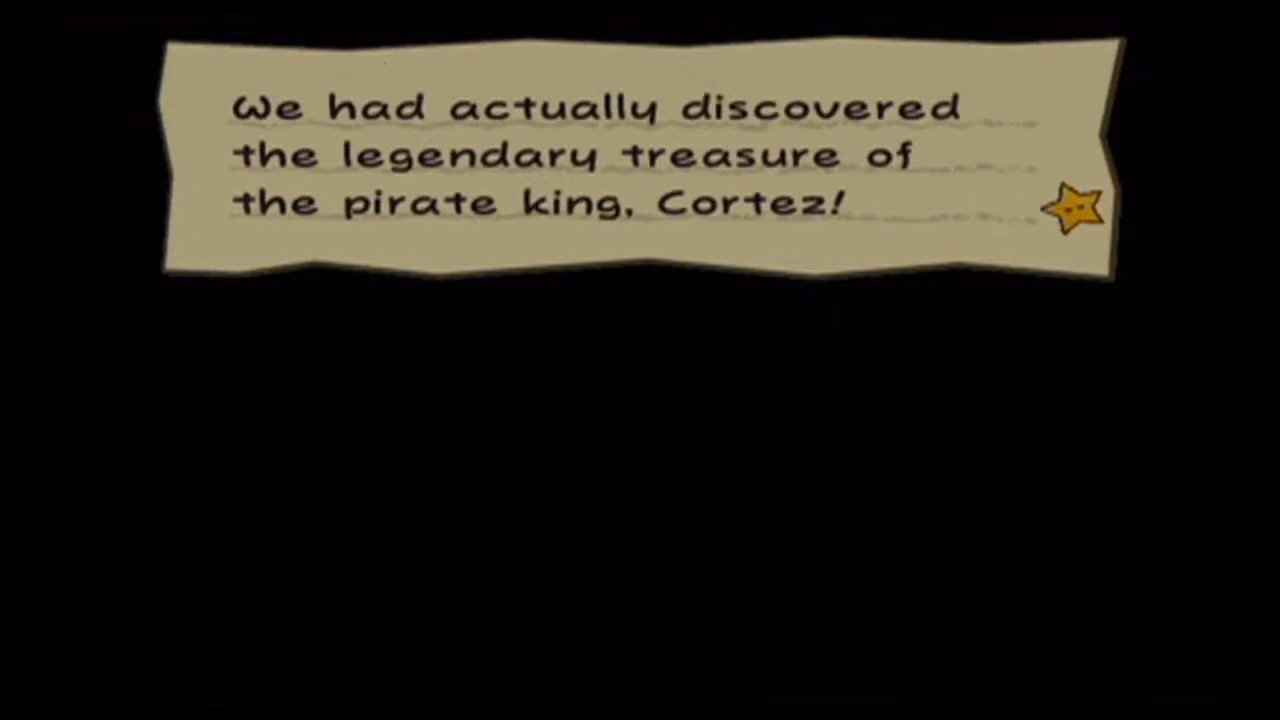 We had actually discovered
the legendary treasure of
the pirate king, Cortez!